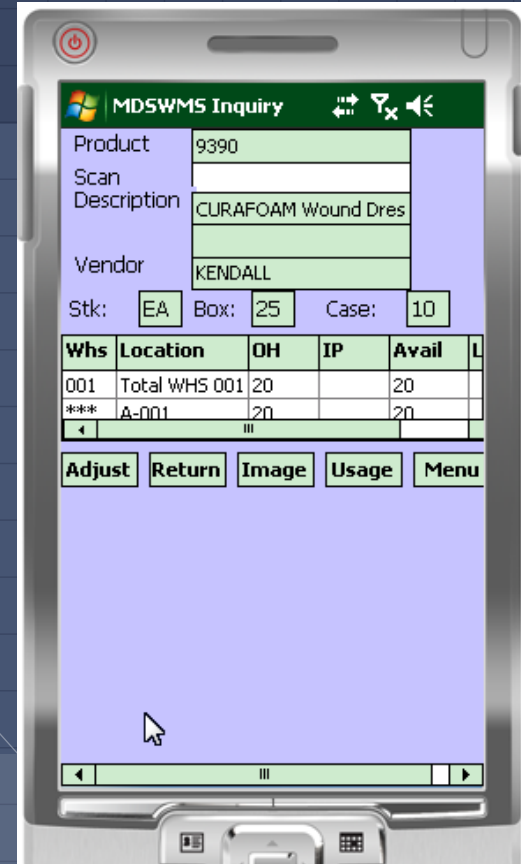 MDSWMS Inquiry
Product 9390
Scan
Description CURAFOAM Wound Dres
Vendor KENDALL
Stk: EA Box: 25 Case: 10
Whs Location OH IP Avail L
001 Total WHS 001 20 20
*** A-001 20 20
Adjust Return Image Usage Menu